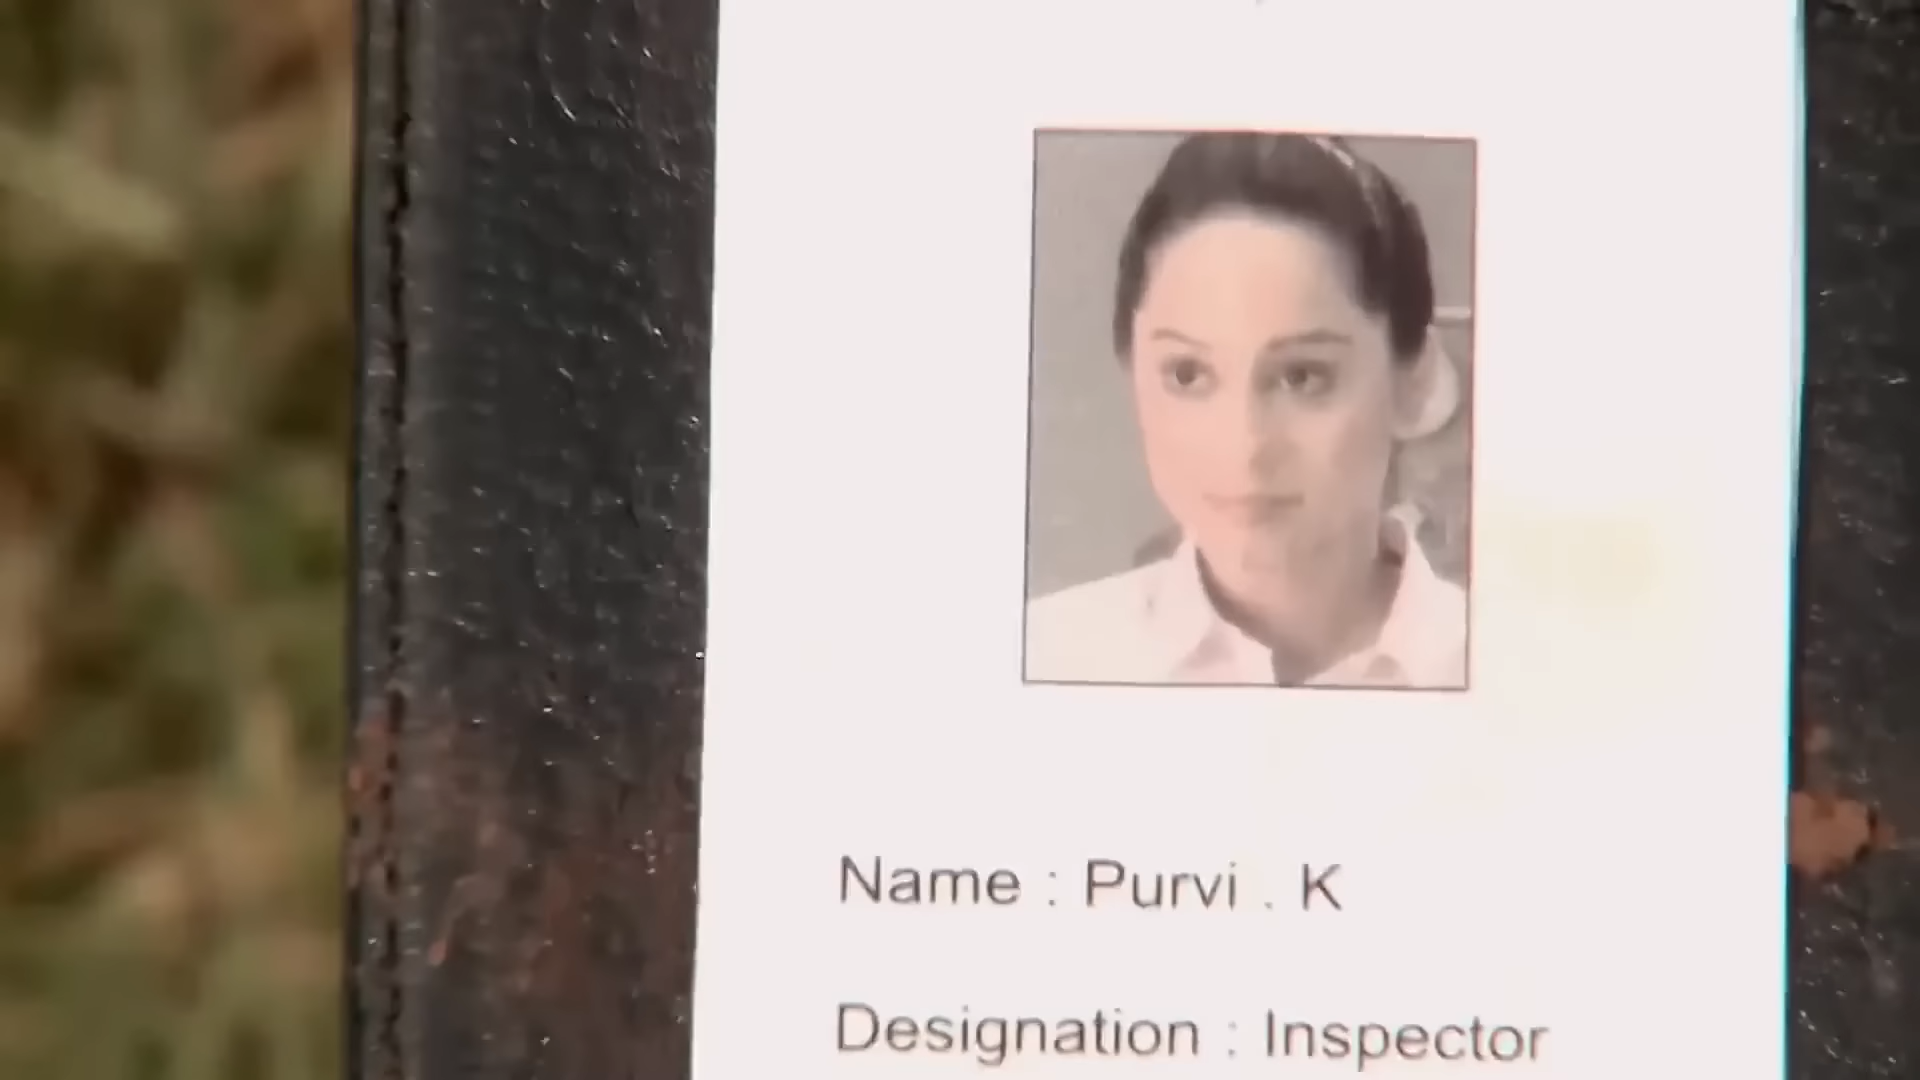 Name : Purvi . K
Designation : Inspector